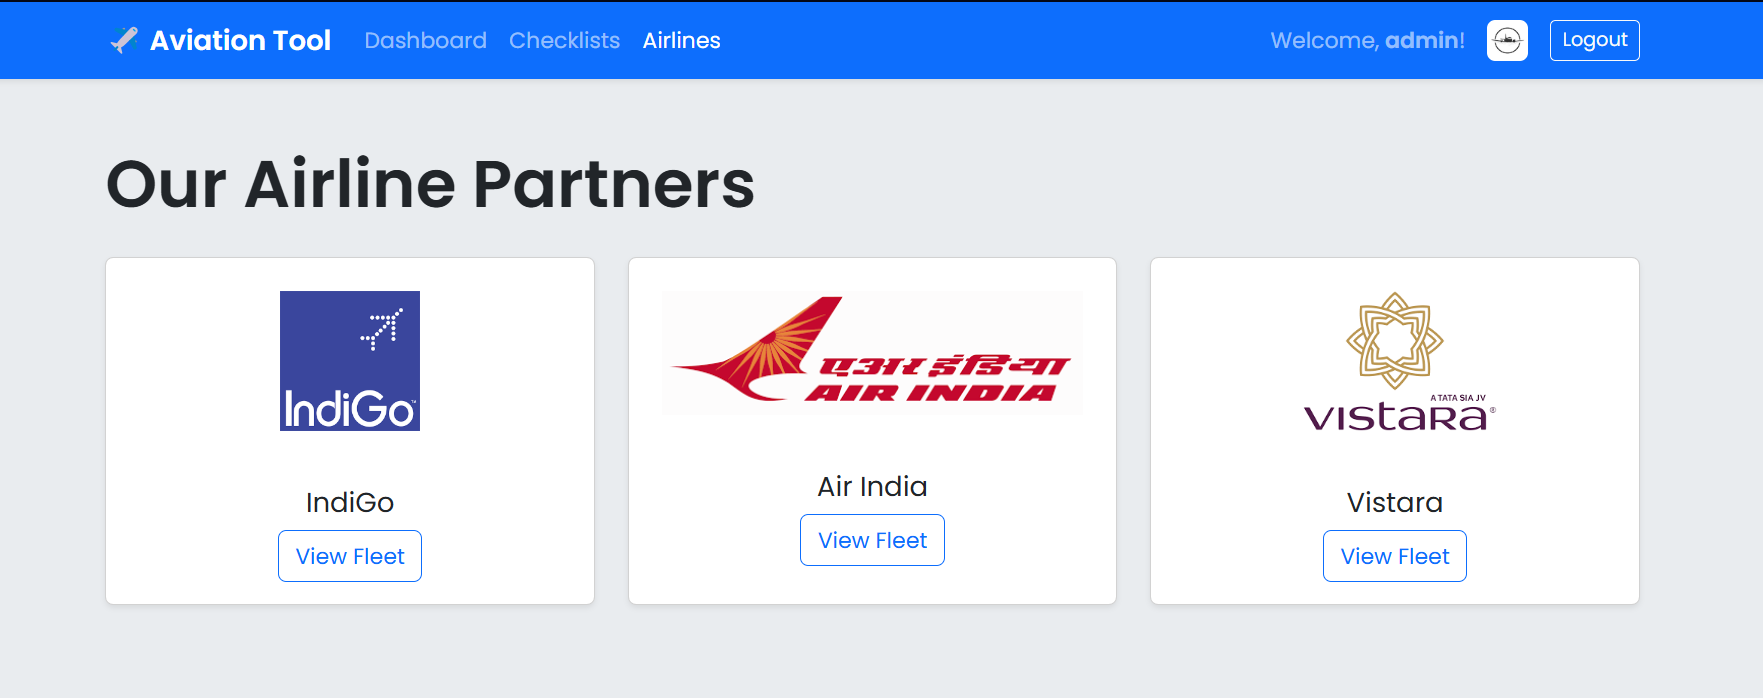 Aviation Tool Dashboard Checklists Airlines Welcome, admin! Logout
Our Airline Partners
IndiGo™
IndiGo
View Fleet
एअर इंडिया
AIR INDIA
Air India
View Fleet
A TATA SIA JV
VISTARA®
Vistara
View Fleet